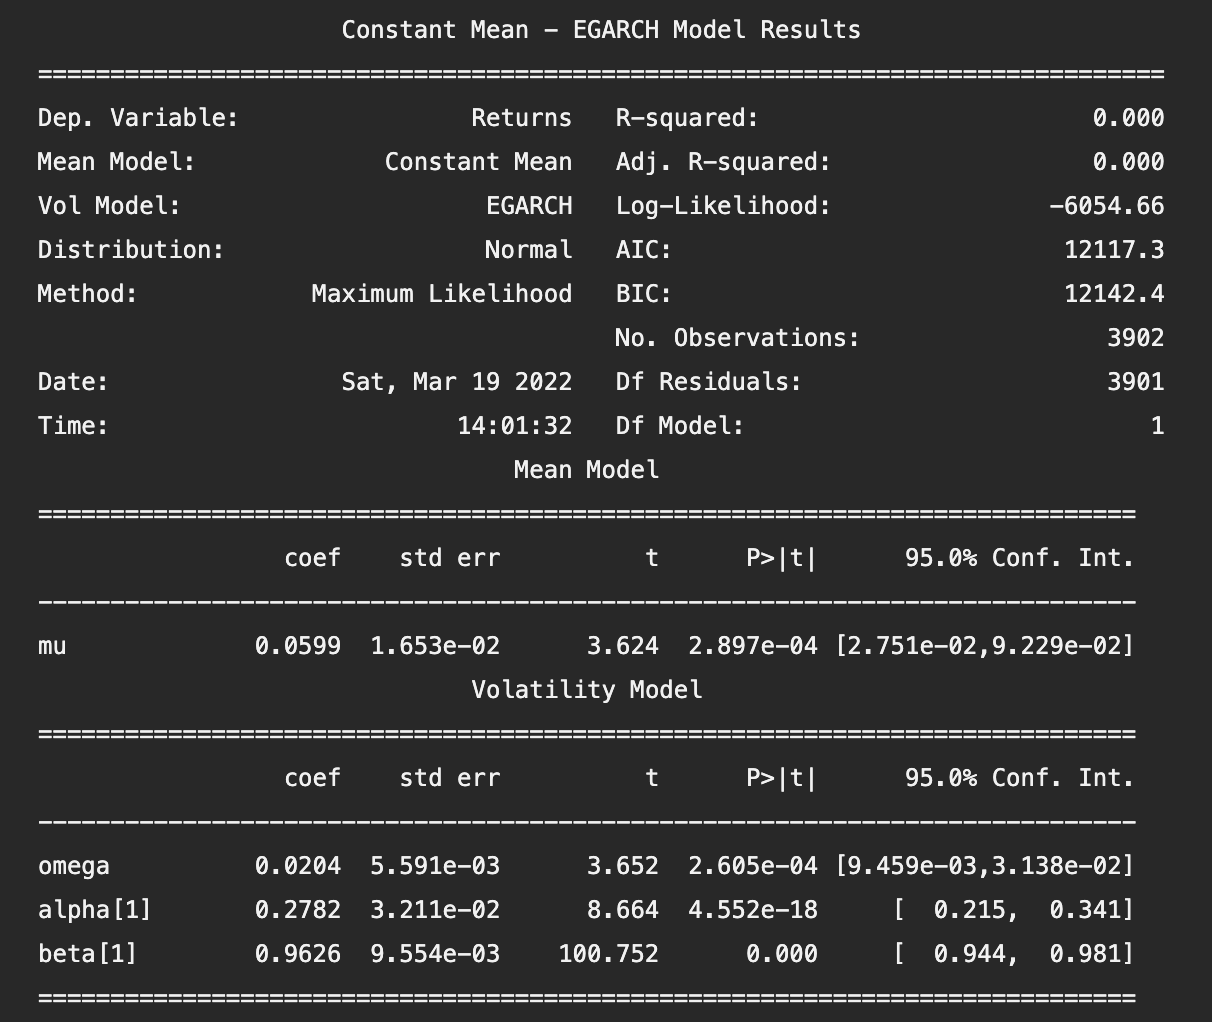 Constant Mean - EGARCH Model Results
==============================================================================
Dep. Variable:                Returns   R-squared:                       0.000
Mean Model:             Constant Mean   Adj. R-squared:                  0.000
Vol Model:                     EGARCH   Log-Likelihood:               -6054.66
Distribution:                  Normal   AIC:                           12117.3
Method:            Maximum Likelihood   BIC:                           12142.4
                                        No. Observations:                 3902
Date:                Sat, Mar 19 2022   Df Residuals:                     3901
Time:                        14:01:32   Df Model:                            1
                                 Mean Model
============================================================================
                 coef    std err          t      P>|t|      95.0% Conf. Int.
----------------------------------------------------------------------------
mu             0.0599  1.653e-02      3.624  2.897e-04 [2.751e-02,9.229e-02]
                              Volatility Model
============================================================================
                 coef    std err          t      P>|t|      95.0% Conf. Int.
----------------------------------------------------------------------------
omega          0.0204  5.591e-03      3.652  2.605e-04 [9.459e-03,3.138e-02]
alpha[1]       0.2782  3.211e-02      8.664  4.552e-18     [  0.215,  0.341]
beta[1]        0.9626  9.554e-03    100.752      0.000     [  0.944,  0.981]
============================================================================